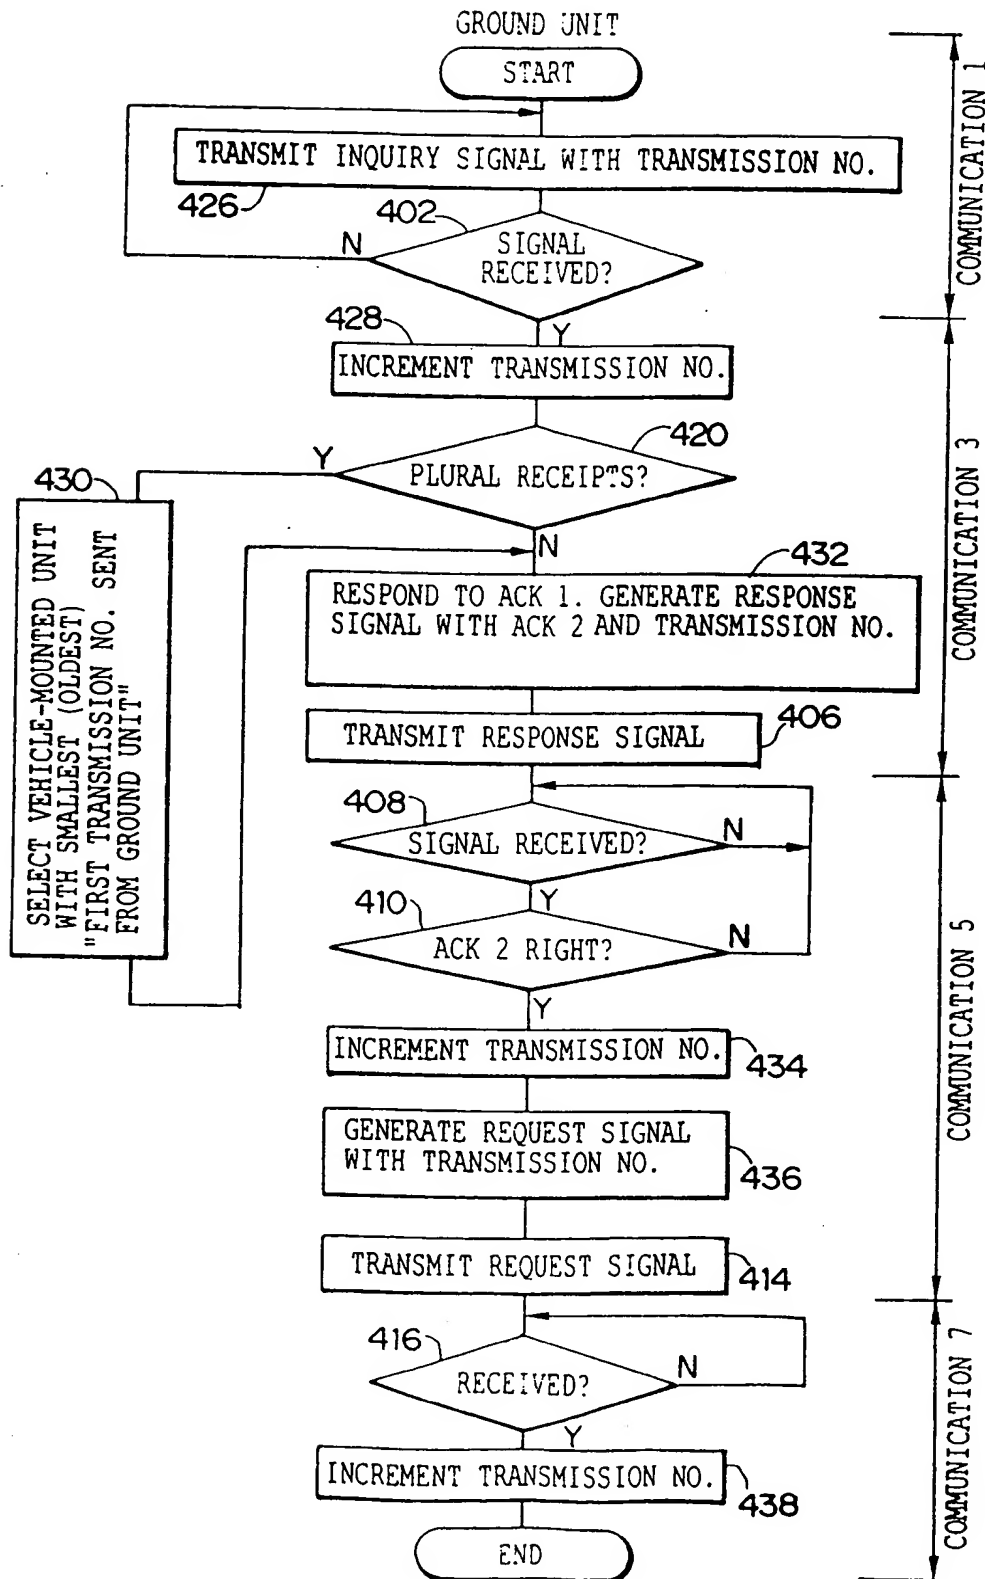 GROUND UNIT
START
TRANSMIT INQUIRY SIGNAL WITH TRANSMISSION NO.
426
402
SIGNAL
RECEIVED?
N
Y
COMMUNICATION 1
428
INCREMENT TRANSMISSION NO.
420
PLURAL RECEIPTS?
Y
N
430
SELECT VEHICLE-MOUNTED UNIT
WITH SMALLEST (OLDEST)
"FIRST TRANSMISSION NO. SENT
FROM GROUND UNIT"
432
RESPOND TO ACK 1. GENERATE RESPONSE
SIGNAL WITH ACK 2 AND TRANSMISSION NO.
TRANSMIT RESPONSE SIGNAL
406
COMMUNICATION 3
408
SIGNAL RECEIVED?
N
Y
410
ACK 2 RIGHT?
N
Y
INCREMENT TRANSMISSION NO.
434
GENERATE REQUEST SIGNAL
WITH TRANSMISSION NO.
436
TRANSMIT REQUEST SIGNAL
414
COMMUNICATION 5
416
RECEIVED?
N
Y
INCREMENT TRANSMISSION NO.
438
END
COMMUNICATION 7